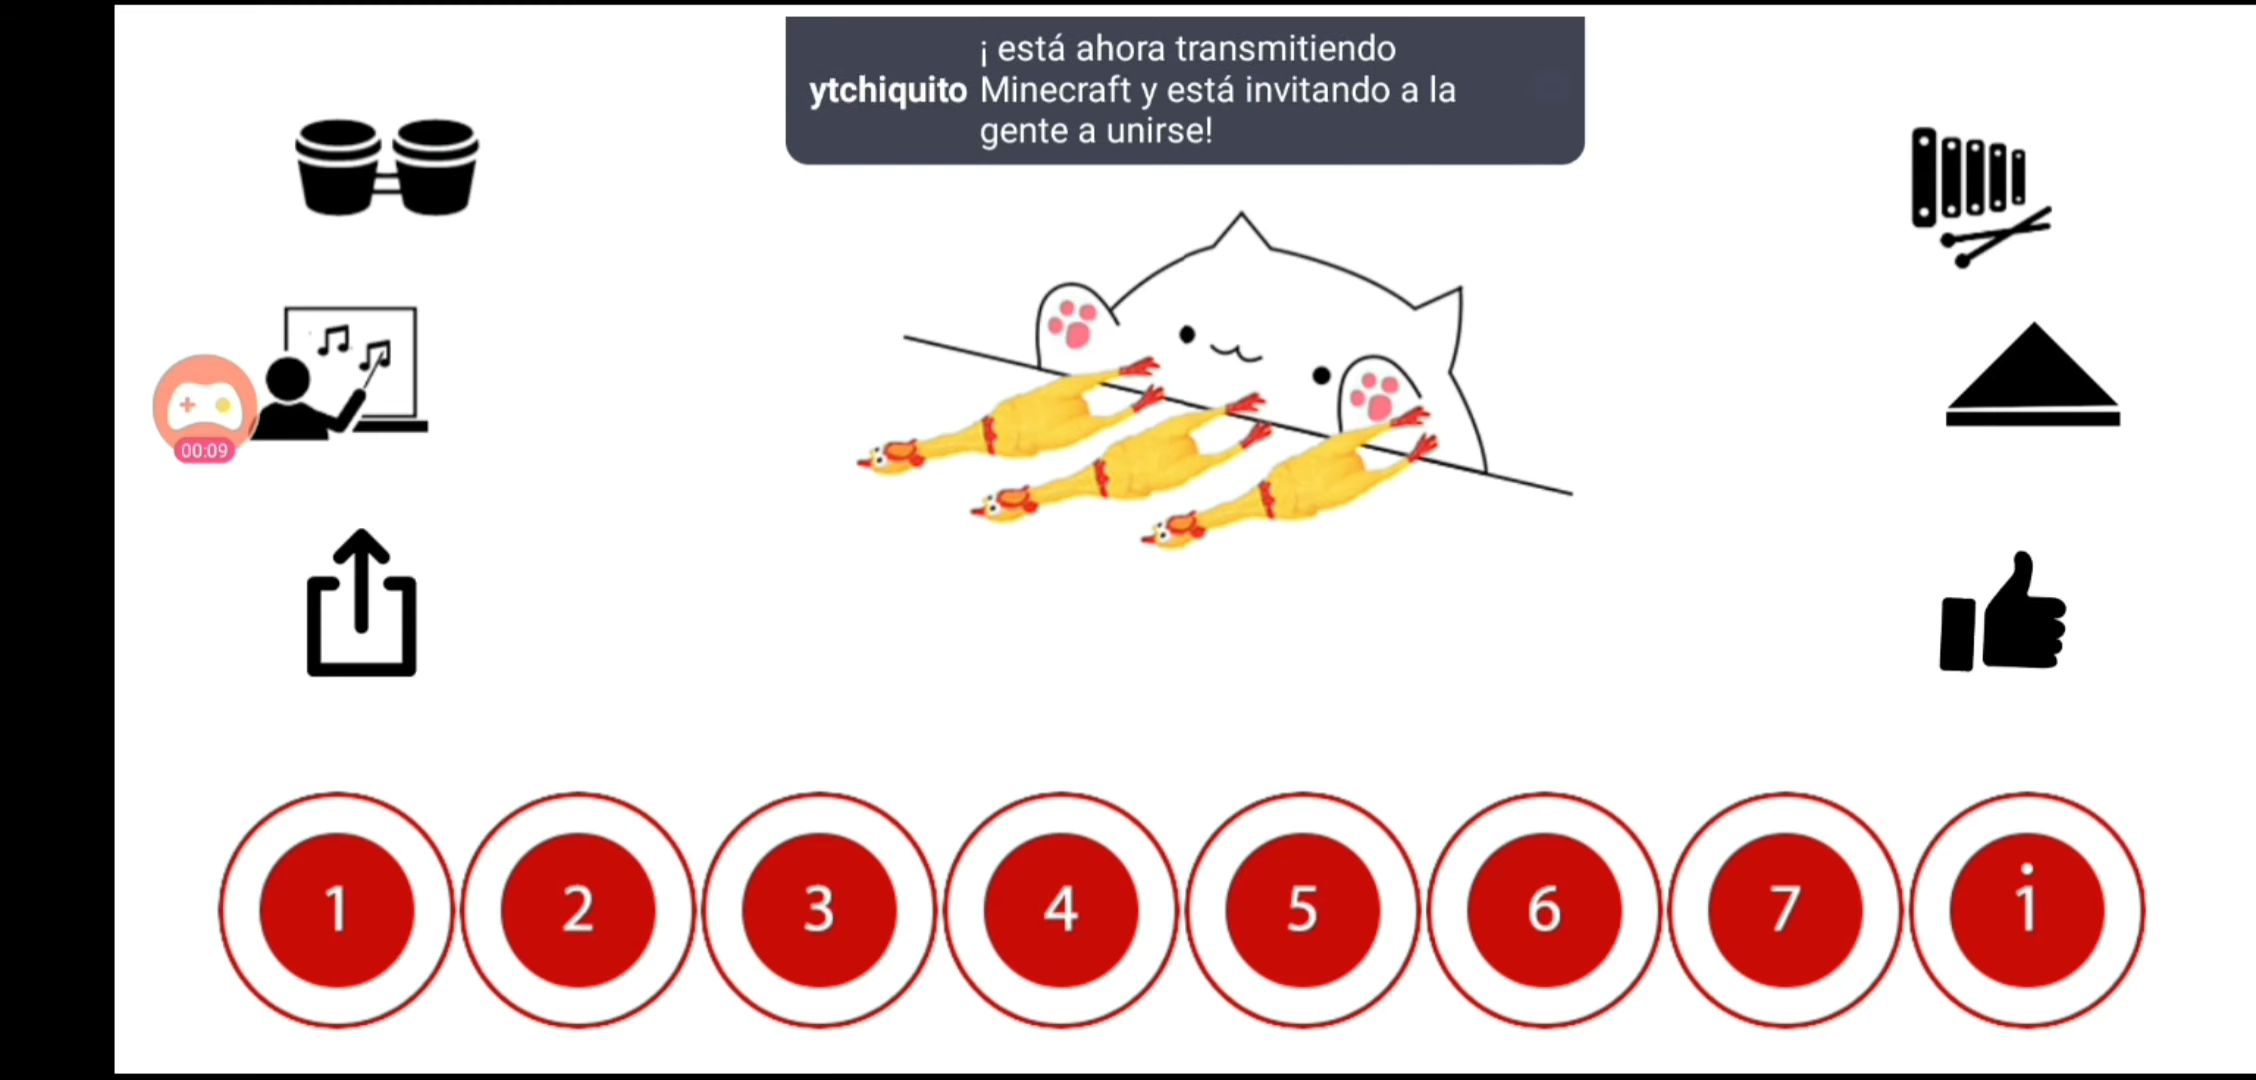 ¡ está ahora transmitiendo
ytchiquito Minecraft y está invitando a la
gente a unirse!
00:09
1 2 3 4 5 6 7 i